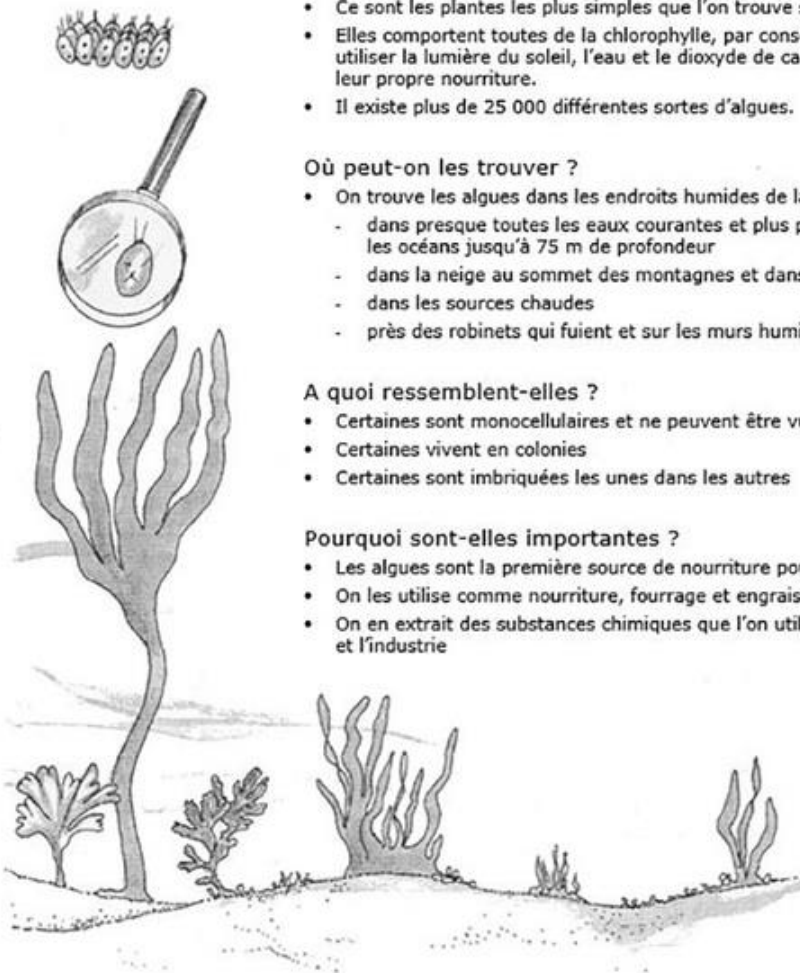 • Ce sont les plantes les plus simples que l'on trouve
• Elles comportent toutes de la chlorophylle, par
utiliser la lumière du soleil, l'eau et le dioxyde de
leur propre nourriture.
• Il existe plus de 25 000 différentes sortes d'algues.
Où peut-on les trouver ?
• On trouve les algues dans les endroits humides de
- dans presque toutes les eaux courantes et plus
les océans jusqu'à 75 m de profondeur
- dans la neige au sommet des montagnes et dans
- dans les sources chaudes
- près des robinets qui fuient et sur les murs
A quoi ressemblent-elles ?
• Certaines sont monocellulaires et ne peuvent être
• Certaines vivent en colonies
• Certaines sont imbriquées les unes dans les autres
Pourquoi sont-elles importantes ?
• Les algues sont la première source de nourriture
• On les utilise comme nourriture, fourrage et engrais
• On en extrait des substances chimiques que l'on
et l'industrie